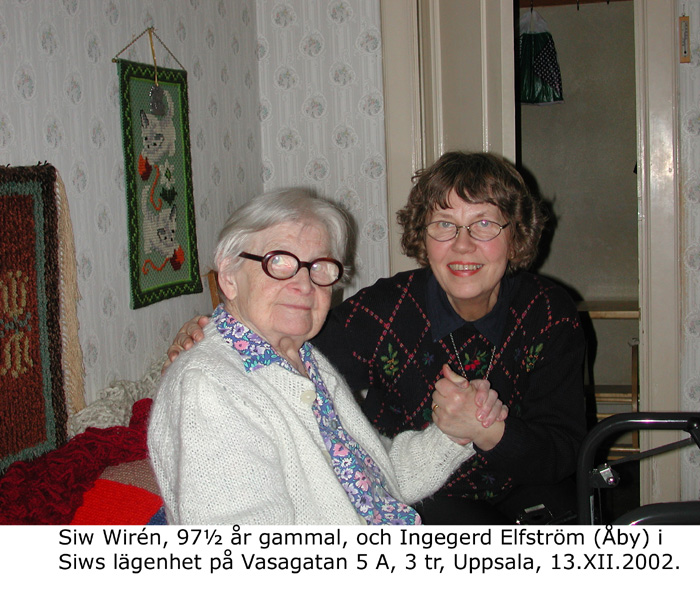 Siw Wirén, 97½ år gammal, och Ingegerd Elfström (Åby) i
Siws lägenhet på Vasagatan 5 A, 3 tr, Uppsala, 13.XII.2002.